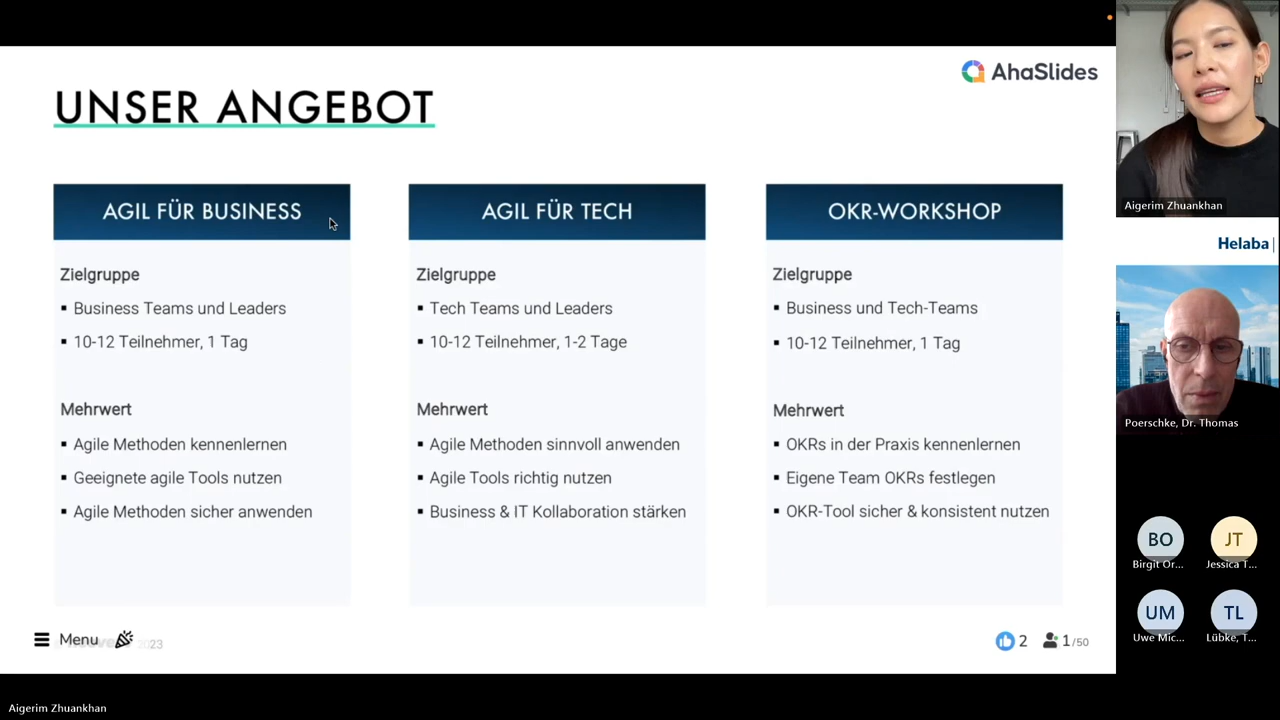 AhaSlides
UNSER ANGEBOT
AGIL FÜR BUSINESS
Zielgruppe
▪ Business Teams und Leaders
▪ 10-12 Teilnehmer, 1 Tag
Mehrwert
▪ Agile Methoden kennenlernen
▪ Geeignete agile Tools nutzen
▪ Agile Methoden sicher anwenden
AGIL FÜR TECH
Zielgruppe
▪ Tech Teams und Leaders
▪ 10-12 Teilnehmer, 1-2 Tage
Mehrwert
▪ Agile Methoden sinnvoll anwenden
▪ Agile Tools richtig nutzen
▪ Business & IT Kollaboration stärken
OKR-WORKSHOP
Zielgruppe
▪ Business und Tech-Teams
▪ 10-12 Teilnehmer, 1 Tag
Mehrwert
▪ OKRs in der Praxis kennenlernen
▪ Eigene Team OKRs festlegen
▪ OKR-Tool sicher & konsistent nutzen
Menu
2023
2
1/50
Aigerim Zhuankhan
Helaba
Poerschke, Dr. Thomas
BO
Birgit Or...
JT
Jessica T...
UM
Uwe Mic...
TL
Lübke, T...
Aigerim Zhuankhan